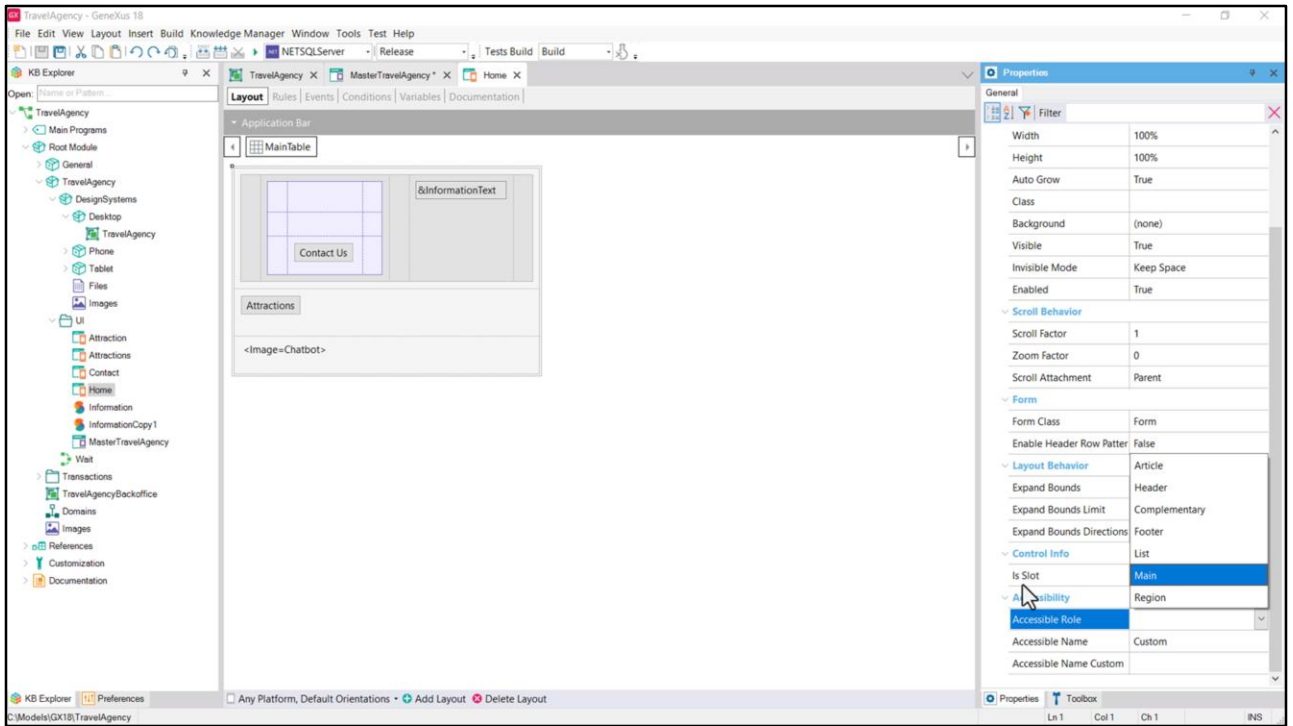 GX TravelAgency - GeneXus 18
File Edit View Layout Insert Build Knowledge Manager Window Tools Test Help
NETSQLServer Release Tests Build Build
KB Explorer
Open: Name or Pattern...
TravelAgency
Main Programs
Root Module
General
TravelAgency
DesignSystems
Desktop
TravelAgency
Phone
Tablet
Files
Images
UI
Attraction
Attractions
Contact
Home
Information
InformationCopy1
MasterTravelAgency
Wait
Transactions
TravelAgencyBackoffice
Domains
Images
References
Customization
Documentation
KB Explorer Preferences
TravelAgency X MasterTravelAgency * X Home X
Layout Rules Events Conditions Variables Documentation
Application Bar
MainTable
&InformationText
Contact Us
Attractions
<Image=Chatbot>
Any Platform, Default Orientations Add Layout Delete Layout
Properties
General
Filter
Width 100%
Height 100%
Auto Grow True
Class
Background (none)
Visible True
Invisible Mode Keep Space
Enabled True
Scroll Behavior
Scroll Factor 1
Zoom Factor 0
Scroll Attachment Parent
Form
Form Class Form
Enable Header Row Patter False
Layout Behavior Article
Expand Bounds Header
Expand Bounds Limit Complementary
Expand Bounds Directions Footer
Control Info List
Is Slot Main
Region
Accessible Role
Accessible Name Custom
Accessible Name Custom
Properties Toolbox
C:\Models\GX18\TravelAgency Ln 1 Col 1 Ch 1 INS